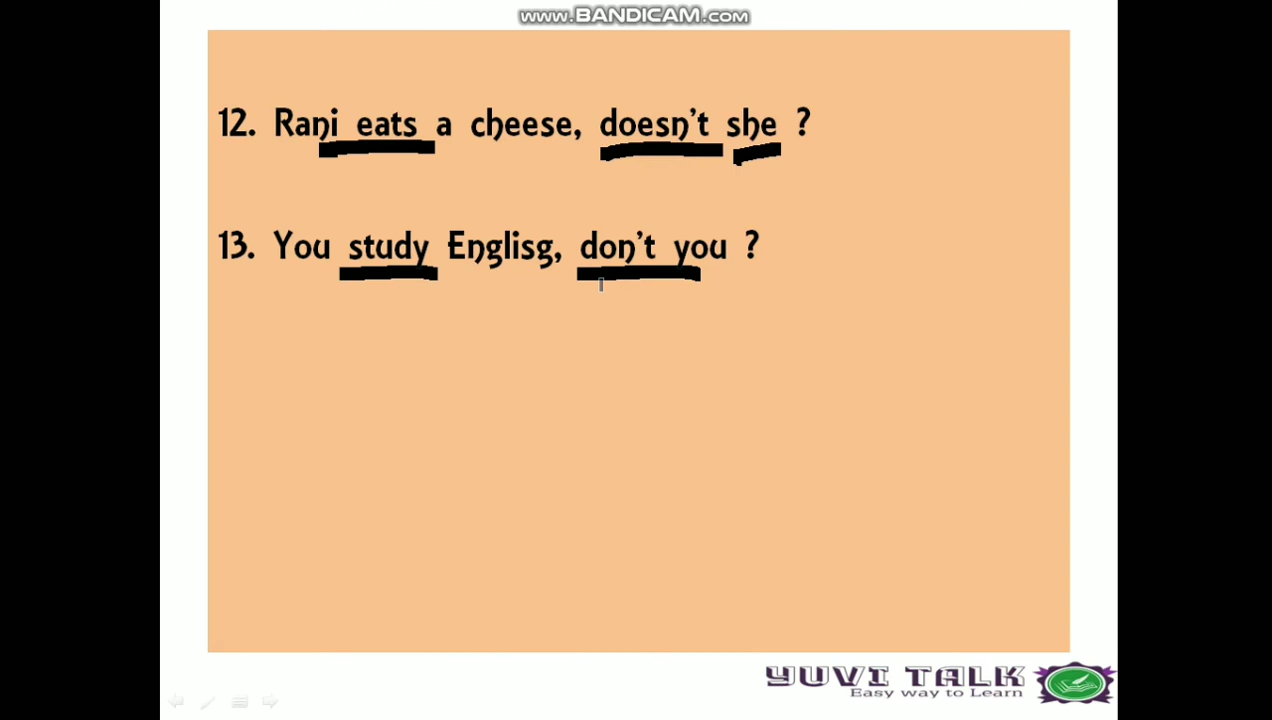 www.BANDICAM.com
12. Rani eats a cheese, doesn't she ?
13. You study Englisg, don't you ?
YUVI TALK
Easy way to Learn